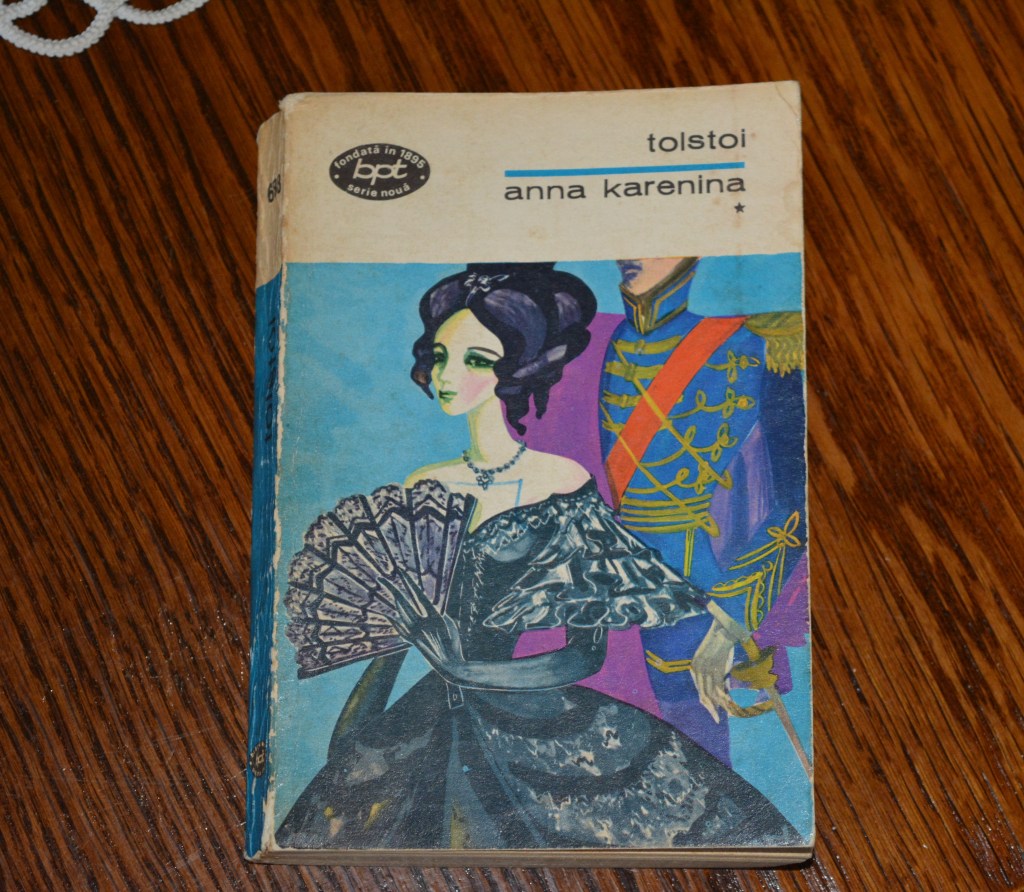 fondată în 1895
bpt
serie nouă
tolstoi
anna karenina
*